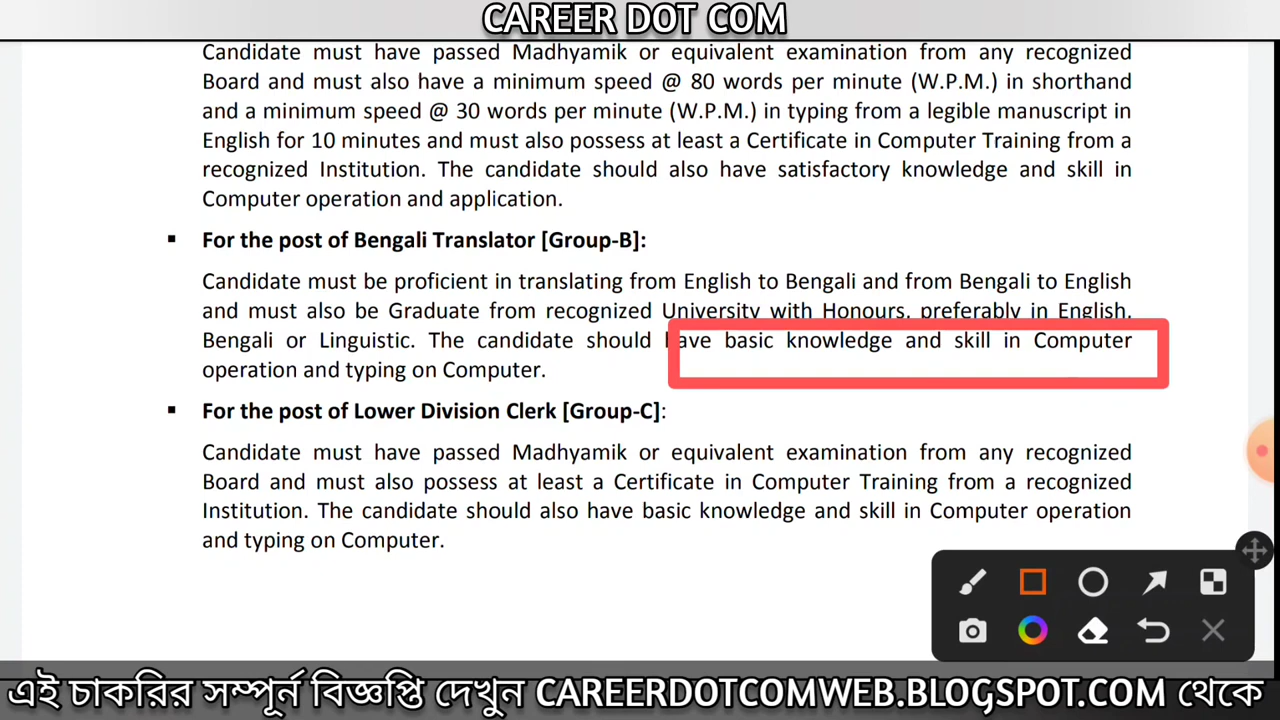 CAREER DOT COM
Candidate must have passed Madhyamik or equivalent examination from any recognized
Board and must also have a minimum speed @ 80 words per minute (W.P.M.) in shorthand
and a minimum speed @ 30 words per minute (W.P.M.) in typing from a legible manuscript in
English for 10 minutes and must also possess at least a Certificate in Computer Training from a
recognized Institution. The candidate should also have satisfactory knowledge and skill in
Computer operation and application.
▪ For the post of Bengali Translator [Group-B]:
Candidate must be proficient in translating from English to Bengali and from Bengali to English
and must also be Graduate from recognized University with Honours, preferably in English,
Bengali or Linguistic. The candidate should have basic knowledge and skill in Computer
operation and typing on Computer.
▪ For the post of Lower Division Clerk [Group-C]:
Candidate must have passed Madhyamik or equivalent examination from any recognized
Board and must also possess at least a Certificate in Computer Training from a recognized
Institution. The candidate should also have basic knowledge and skill in Computer operation
and typing on Computer.
এই চাকরির সম্পূর্ন বিজ্ঞপ্তি দেখুন CAREERDOTCOMWEB.BLOGSPOT.COM থেকে